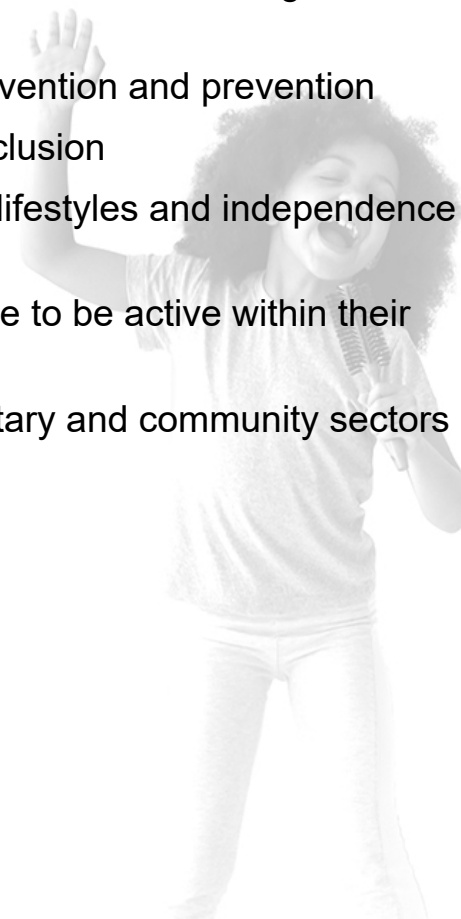 vention and prevention
clusion
lifestyles and independence
e to be active within their
tary and community sectors